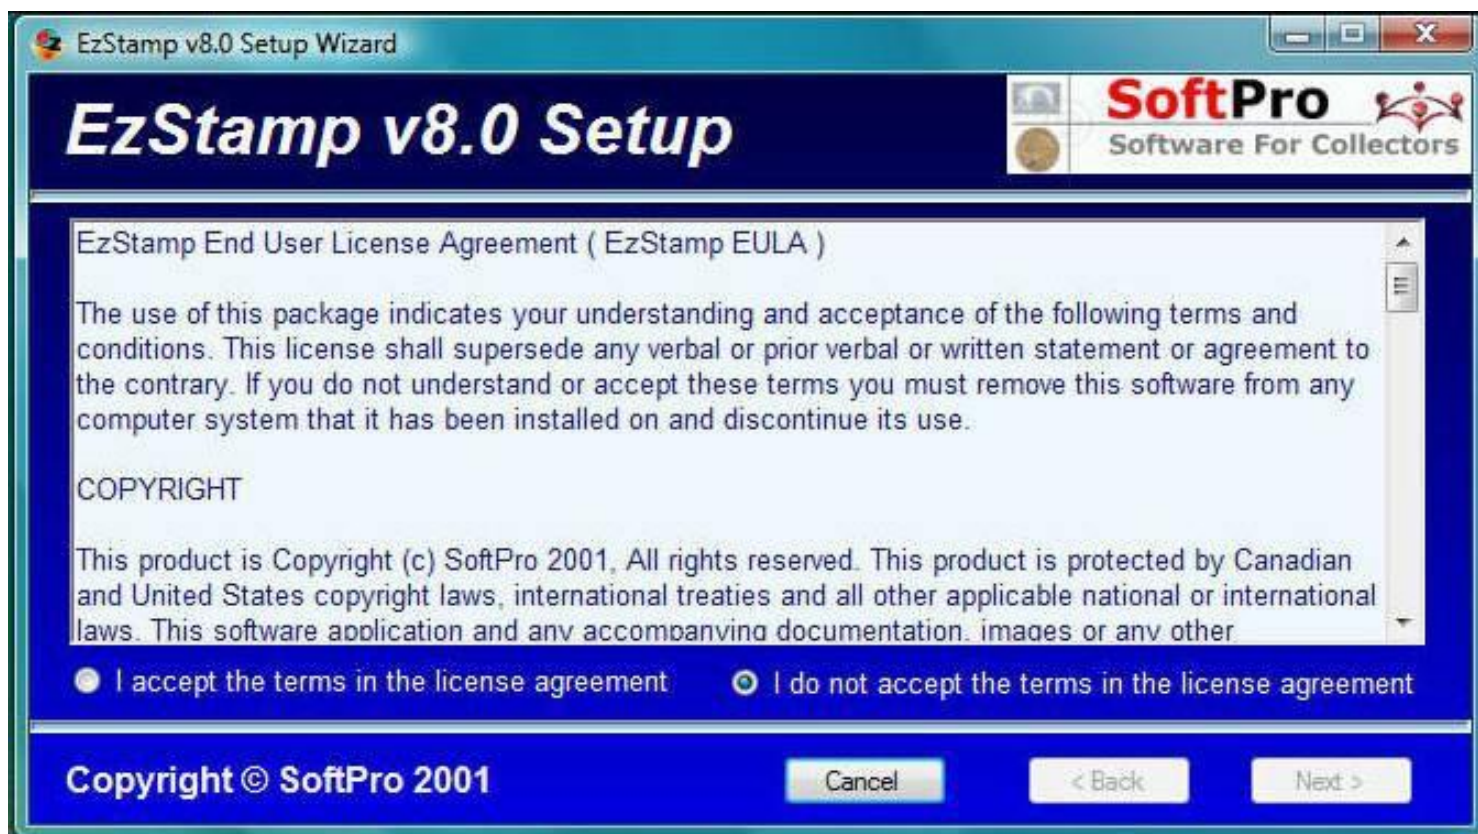 EzStamp v8.0 Setup Wizard
EzStamp v8.0 Setup
SoftPro
Software For Collectors
EzStamp End User License Agreement ( EzStamp EULA )
The use of this package indicates your understanding and acceptance of the following terms and
conditions. This license shall supersede any verbal or prior verbal or written statement or agreement to
the contrary. If you do not understand or accept these terms you must remove this software from any
computer system that it has been installed on and discontinue its use.
COPYRIGHT
This product is Copyright (c) SoftPro 2001, All rights reserved. This product is protected by Canadian
and United States copyright laws, international treaties and all other applicable national or international
laws. This software application and any accompanying documentation, images or any other
I accept the terms in the license agreement
I do not accept the terms in the license agreement
Copyright © SoftPro 2001
Cancel
< Back
Next >